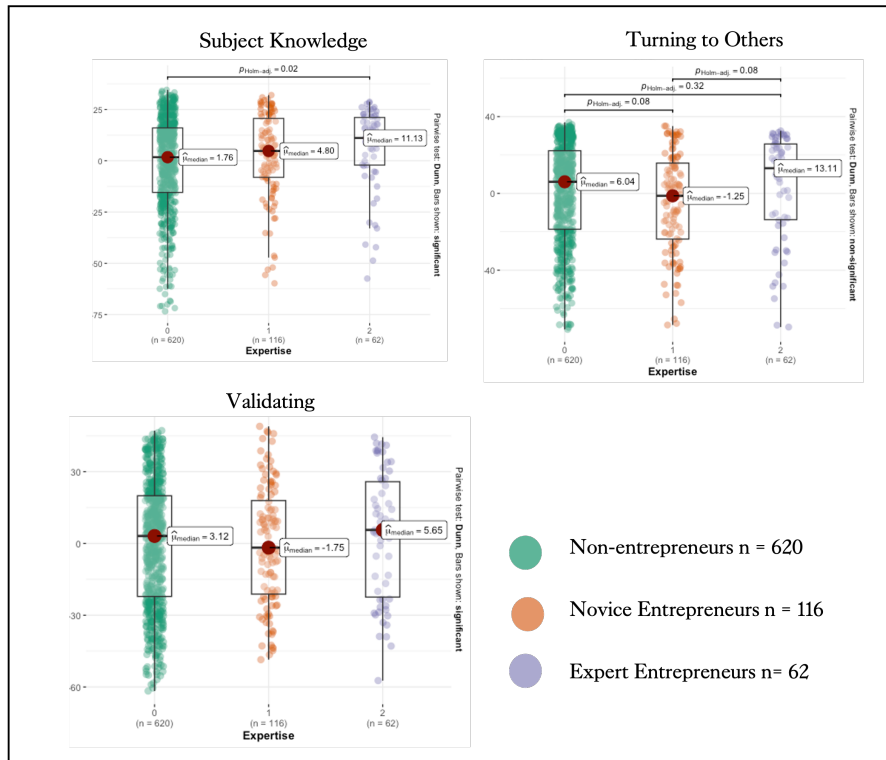 Subject Knowledge
pHolm-adj. = 0.02
25
0
-25
-50
-75
μ̂median = 1.76
μ̂median = 4.80
μ̂median = 11.13
0
(n = 620)
1
(n = 116)
2
(n = 62)
Expertise
Pairwise test: Dunn, Bars shown: significant
Turning to Others
pHolm-adj. = 0.08
pHolm-adj. = 0.32
pHolm-adj. = 0.08
40
0
-40
μ̂median = 6.04
μ̂median = -1.25
μ̂median = 13.11
0
(n = 620)
1
(n = 116)
2
(n = 62)
Expertise
Pairwise test: Dunn, Bars shown: non-significant
Validating
30
0
-30
-60
μ̂median = 3.12
μ̂median = -1.75
μ̂median = 5.65
0
(n = 620)
1
(n = 116)
2
(n = 62)
Expertise
Pairwise test: Dunn, Bars shown: significant
Non-entrepreneurs n = 620
Novice Entrepreneurs n = 116
Expert Entrepreneurs n= 62